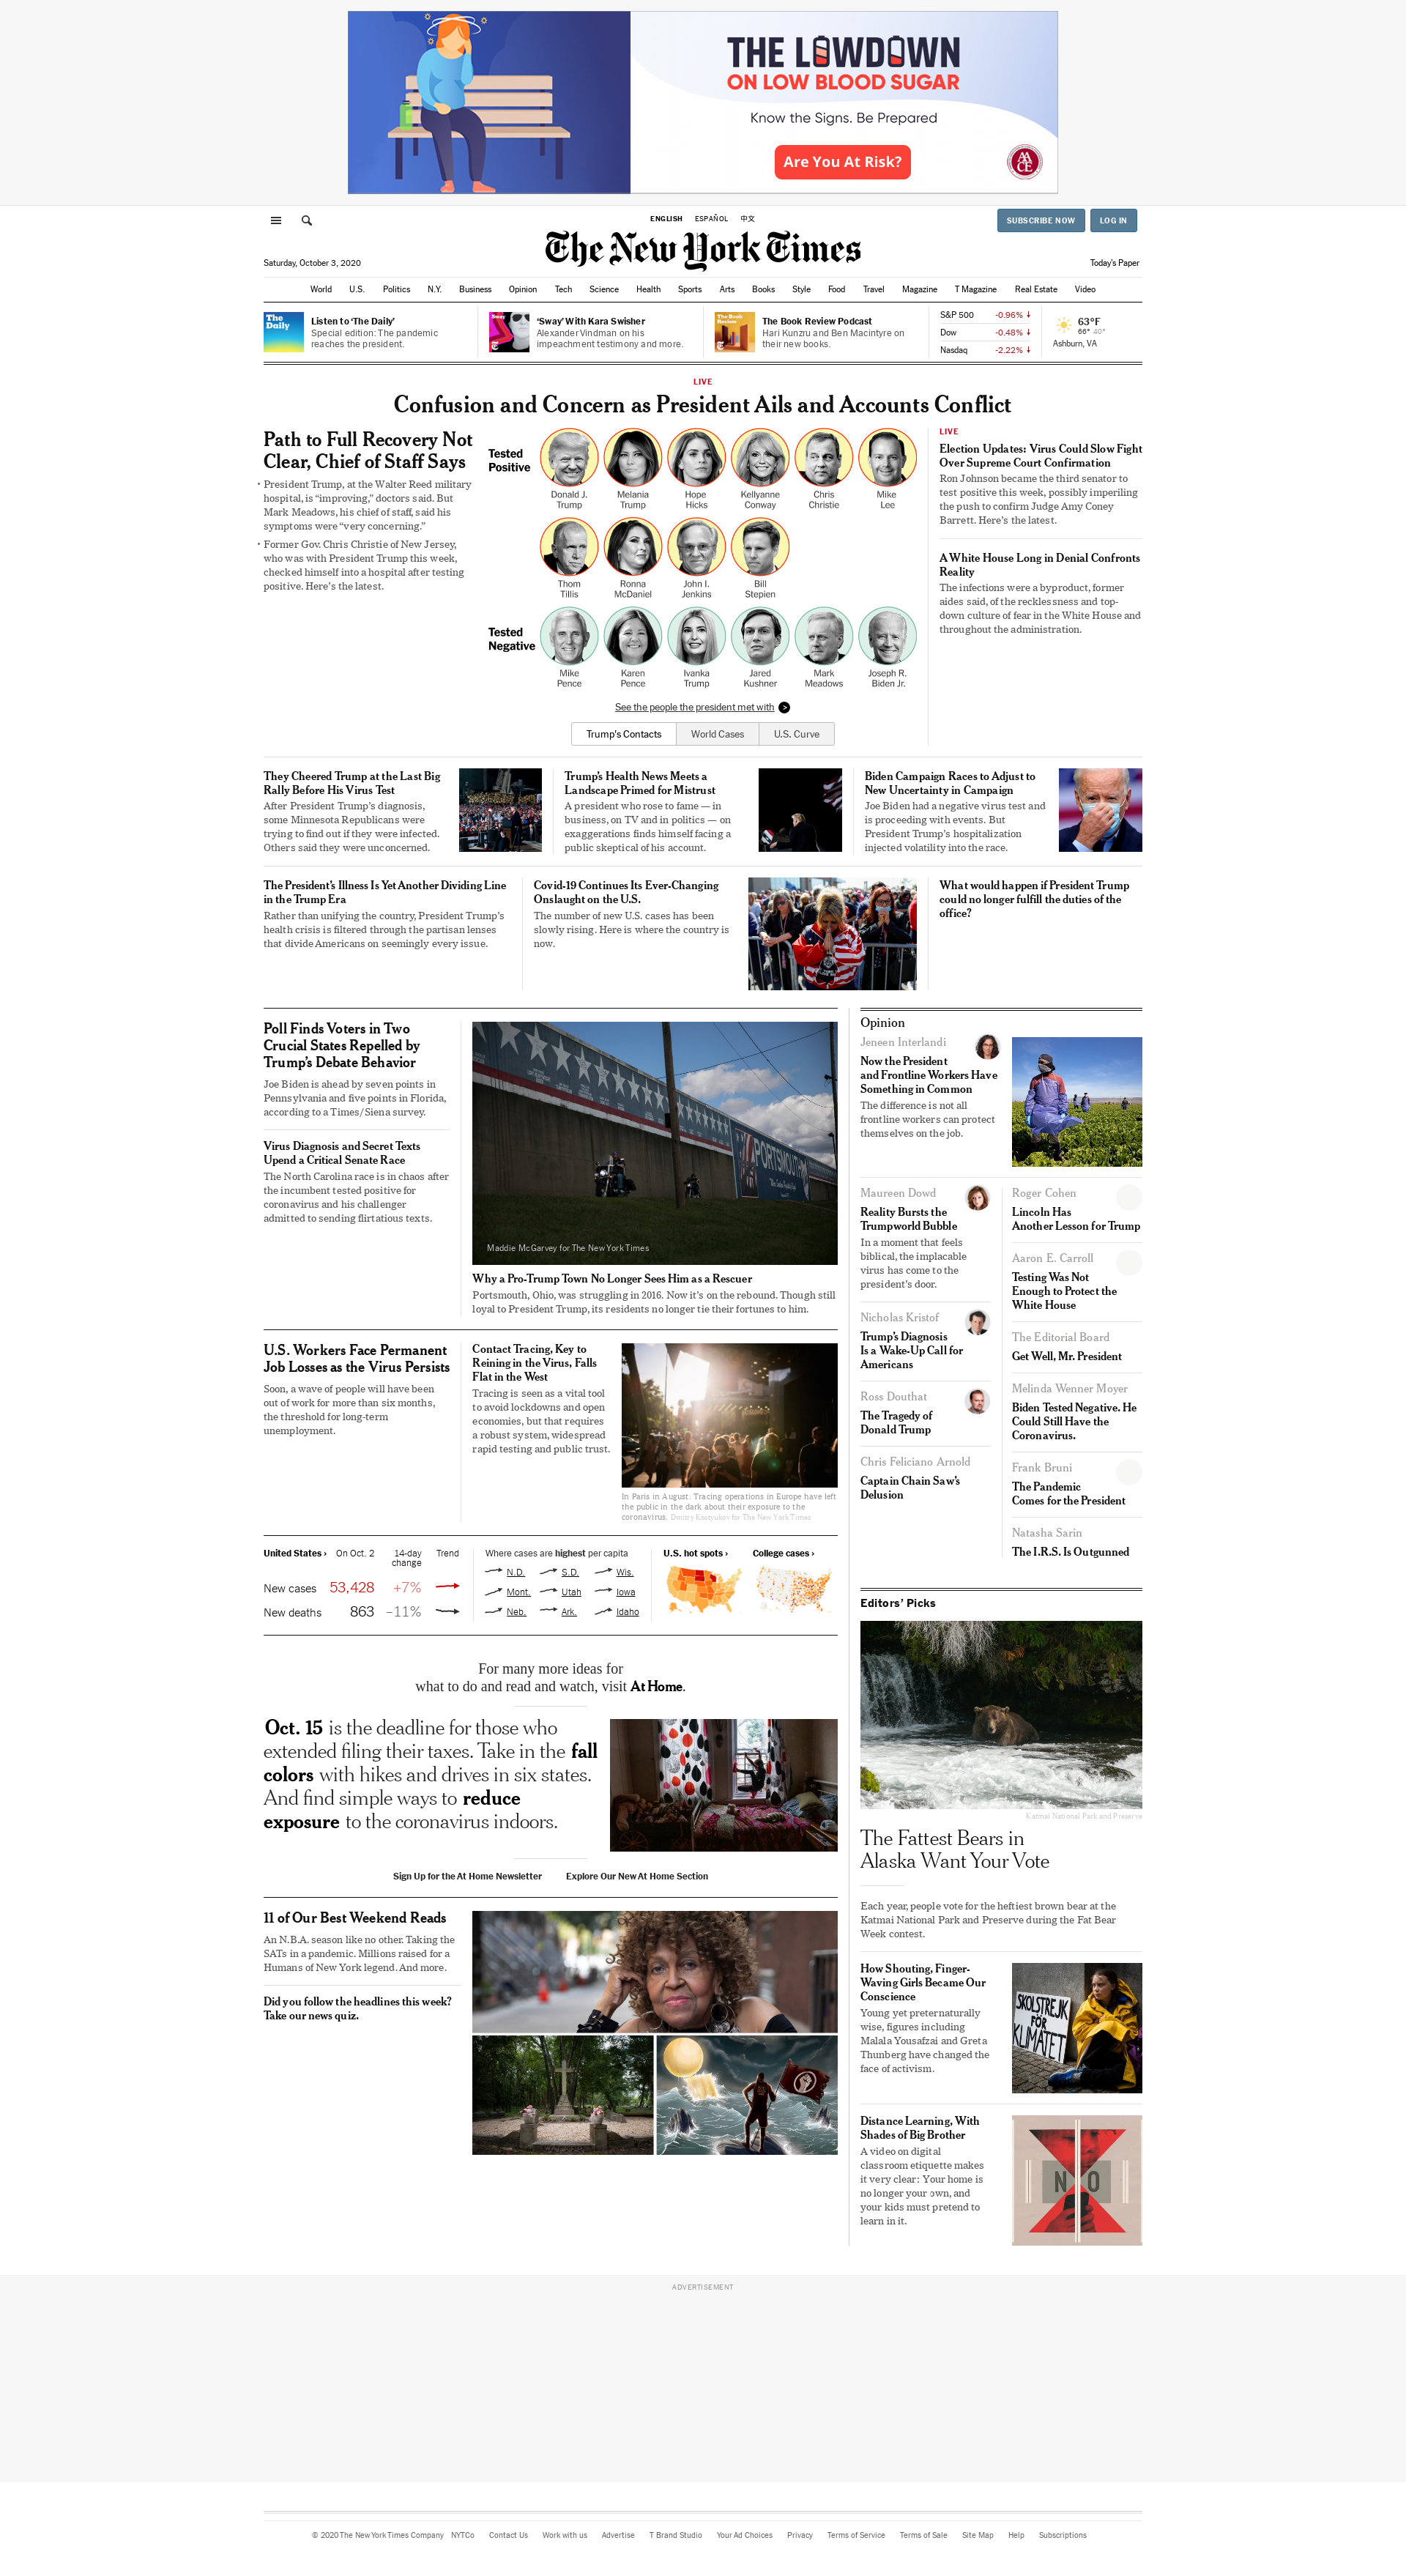 THE LOWDOWN
ON LOW BLOOD SUGAR
Know the Signs. Be Prepared
Are You At Risk?
AACE
ENGLISH ESPAÑOL 中文
SUBSCRIBE NOW LOG IN
The New York Times
Saturday, October 3, 2020
Today's Paper
World U.S. Politics N.Y. Business Opinion Tech Science Health Sports Arts Books Style Food Travel Magazine T Magazine Real Estate Video
The Daily
Listen to ‘The Daily’
Special edition: The pandemic
reaches the president.
Sway
‘Sway’ With Kara Swisher
Alexander Vindman on his
impeachment testimony and more.
The Book Review
The Book Review Podcast
Hari Kunzru and Ben Macintyre on
their new books.
S&P 500 -0.96%
Dow -0.48%
Nasdaq -2.22%
63°F
66° 40°
Ashburn, VA
LIVE
Confusion and Concern as President Ails and Accounts Conflict
Path to Full Recovery Not
Clear, Chief of Staff Says
• President Trump, at the Walter Reed military
hospital, is “improving,” doctors said. But
Mark Meadows, his chief of staff, said his
symptoms were “very concerning.”
• Former Gov. Chris Christie of New Jersey,
who was with President Trump this week,
checked himself into a hospital after testing
positive. Here’s the latest.
Tested
Positive
Donald J.
Trump
Melania
Trump
Hope
Hicks
Kellyanne
Conway
Chris
Christie
Mike
Lee
Thom
Tillis
Ronna
McDaniel
John I.
Jenkins
Bill
Stepien
Tested
Negative
Mike
Pence
Karen
Pence
Ivanka
Trump
Jared
Kushner
Mark
Meadows
Joseph R.
Biden Jr.
See the people the president met with >
Trump’s Contacts World Cases U.S. Curve
LIVE
Election Updates: Virus Could Slow Fight
Over Supreme Court Confirmation
Ron Johnson became the third senator to
test positive this week, possibly imperiling
the push to confirm Judge Amy Coney
Barrett. Here’s the latest.
A White House Long in Denial Confronts
Reality
The infections were a byproduct, former
aides said, of the recklessness and top-
down culture of fear in the White House and
throughout the administration.
They Cheered Trump at the Last Big
Rally Before His Virus Test
After President Trump’s diagnosis,
some Minnesota Republicans were
trying to find out if they were infected.
Others said they were unconcerned.
Trump’s Health News Meets a
Landscape Primed for Mistrust
A president who rose to fame — in
business, on TV and in politics — on
exaggerations finds himself facing a
public skeptical of his account.
Biden Campaign Races to Adjust to
New Uncertainty in Campaign
Joe Biden had a negative virus test and
is proceeding with events. But
President Trump’s hospitalization
injected volatility into the race.
The President’s Illness Is Yet Another Dividing Line
in the Trump Era
Rather than unifying the country, President Trump’s
health crisis is filtered through the partisan lenses
that divide Americans on seemingly every issue.
Covid-19 Continues Its Ever-Changing
Onslaught on the U.S.
The number of new U.S. cases has been
slowly rising. Here is where the country is
now.
What would happen if President Trump
could no longer fulfill the duties of the
office?
Poll Finds Voters in Two
Crucial States Repelled by
Trump’s Debate Behavior
Joe Biden is ahead by seven points in
Pennsylvania and five points in Florida,
according to a Times/Siena survey.
Virus Diagnosis and Secret Texts
Upend a Critical Senate Race
The North Carolina race is in chaos after
the incumbent tested positive for
coronavirus and his challenger
admitted to sending flirtatious texts.
PORTSMOUTH
Maddie McGarvey for The New York Times
Why a Pro-Trump Town No Longer Sees Him as a Rescuer
Portsmouth, Ohio, was struggling in 2016. Now it’s on the rebound. Though still
loyal to President Trump, its residents no longer tie their fortunes to him.
U.S. Workers Face Permanent
Job Losses as the Virus Persists
Soon, a wave of people will have been
out of work for more than six months,
the threshold for long-term
unemployment.
Contact Tracing, Key to
Reining in the Virus, Falls
Flat in the West
Tracing is seen as a vital tool
to avoid lockdowns and open
economies, but that requires
a robust system, widespread
rapid testing and public trust.
In Paris in August. Tracing operations in Europe have left
the public in the dark about their exposure to the
coronavirus. Dmitry Kostyukov for The New York Times
United States › On Oct. 2 14-day
change Trend
New cases 53,428 +7%
New deaths 863 –11%
Where cases are highest per capita
N.D. S.D. Wis.
Mont. Utah Iowa
Neb. Ark. Idaho
U.S. hot spots ›
College cases ›
For many more ideas for
what to do and read and watch, visit At Home.
Oct. 15 is the deadline for those who
extended filing their taxes. Take in the fall
colors with hikes and drives in six states.
And find simple ways to reduce
exposure to the coronavirus indoors.
Sign Up for the At Home Newsletter Explore Our New At Home Section
11 of Our Best Weekend Reads
An N.B.A. season like no other. Taking the
SATs in a pandemic. Millions raised for a
Humans of New York legend. And more.
Did you follow the headlines this week?
Take our news quiz.
Opinion
Jeneen Interlandi
Now the President
and Frontline Workers Have
Something in Common
The difference is not all
frontline workers can protect
themselves on the job.
Maureen Dowd
Reality Bursts the
Trumpworld Bubble
In a moment that feels
biblical, the implacable
virus has come to the
president’s door.
Nicholas Kristof
Trump’s Diagnosis
Is a Wake-Up Call for
Americans
Ross Douthat
The Tragedy of
Donald Trump
Chris Feliciano Arnold
Captain Chain Saw’s
Delusion
Roger Cohen
Lincoln Has
Another Lesson for Trump
Aaron E. Carroll
Testing Was Not
Enough to Protect the
White House
The Editorial Board
Get Well, Mr. President
Melinda Wenner Moyer
Biden Tested Negative. He
Could Still Have the
Coronavirus.
Frank Bruni
The Pandemic
Comes for the President
Natasha Sarin
The I.R.S. Is Outgunned
Editors’ Picks
Katmai National Park and Preserve
The Fattest Bears in
Alaska Want Your Vote
Each year, people vote for the heftiest brown bear at the
Katmai National Park and Preserve during the Fat Bear
Week contest.
How Shouting, Finger-
Waving Girls Became Our
Conscience
Young yet preternaturally
wise, figures including
Malala Yousafzai and Greta
Thunberg have changed the
face of activism.
SKOLSTREJK
FÖR
KLIMATET
Distance Learning, With
Shades of Big Brother
A video on digital
classroom etiquette makes
it very clear: Your home is
no longer your own, and
your kids must pretend to
learn in it.
NO
ADVERTISEMENT
© 2020 The New York Times Company NYTCo Contact Us Work with us Advertise T Brand Studio Your Ad Choices Privacy Terms of Service Terms of Sale Site Map Help Subscriptions